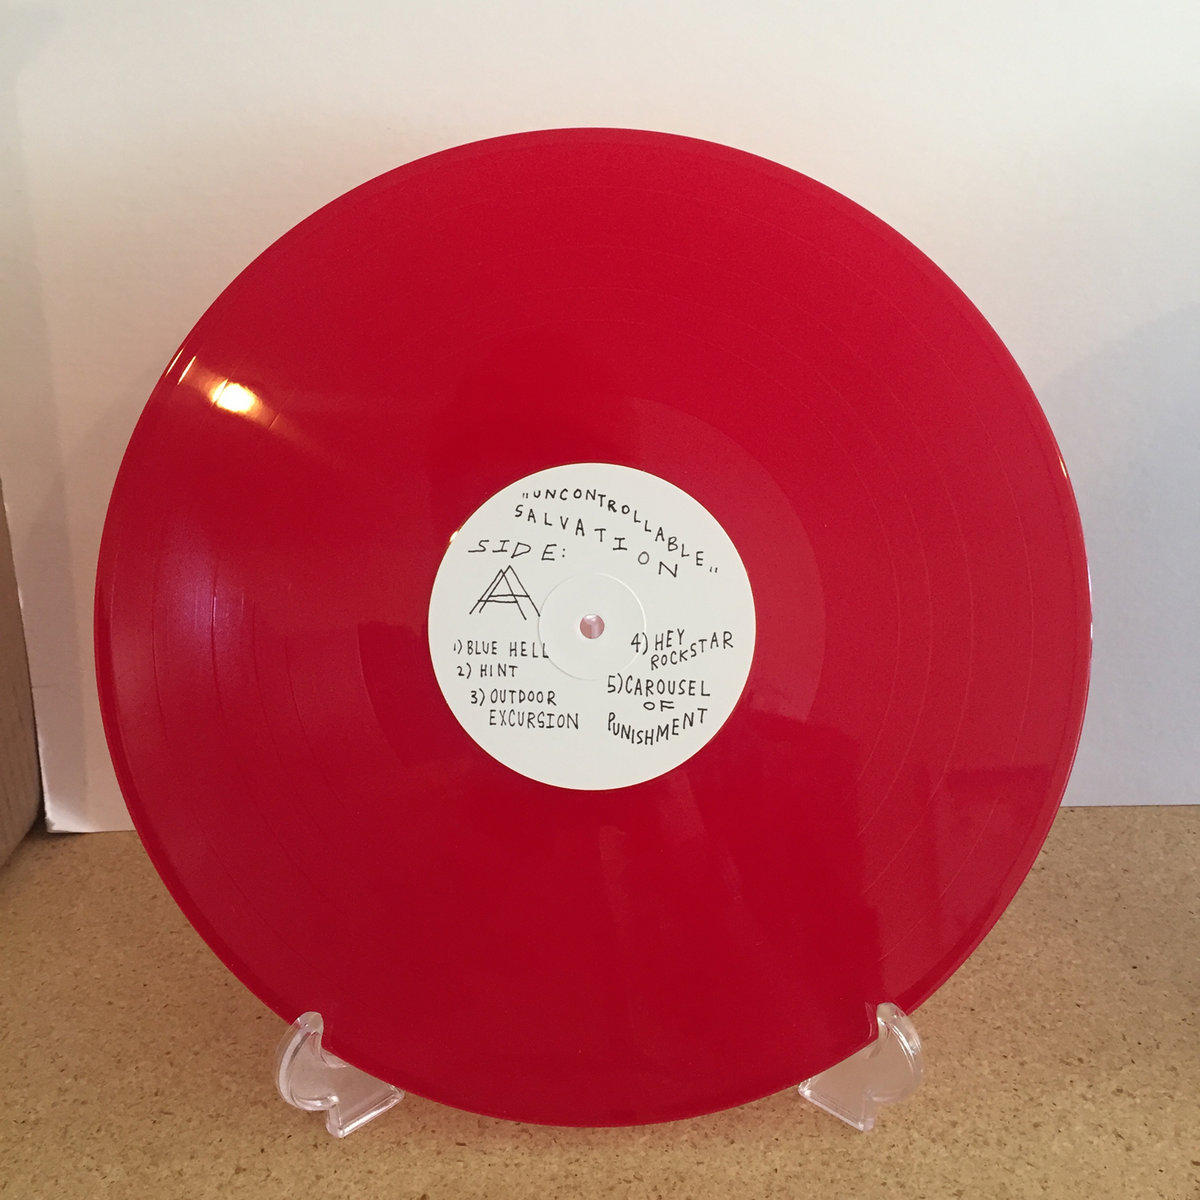 "UNCONTROLLABLE
SALVATION"
SIDE:
A
1) BLUE HELL
2) HINT
3) OUTDOOR
EXCURSION
4) HEY
ROCKSTAR
5) CAROUSEL
OF
PUNISHMENT